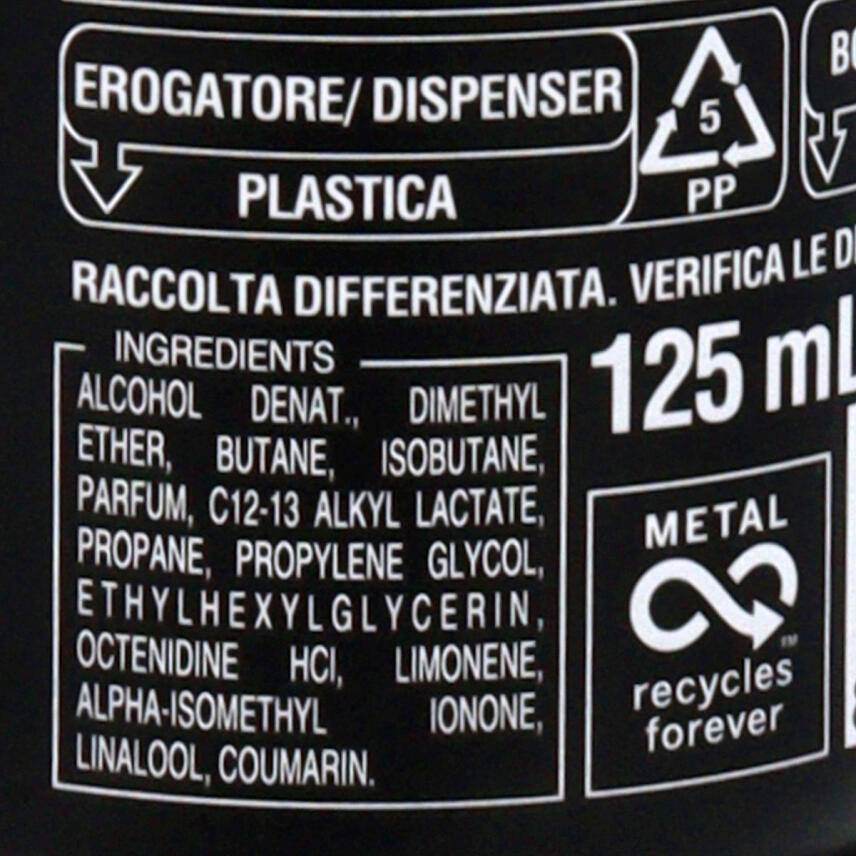 EROGATORE/ DISPENSER
PLASTICA
5
PP
RACCOLTA DIFFERENZIATA. VERIFICA LE
INGREDIENTS
ALCOHOL DENAT., DIMETHYL
ETHER, BUTANE, ISOBUTANE,
PARFUM, C12-13 ALKYL LACTATE,
PROPANE, PROPYLENE GLYCOL,
ETHYLHEXYLGLYCERIN,
OCTENIDINE HCl, LIMONENE,
ALPHA-ISOMETHYL IONONE,
LINALOOL, COUMARIN.
125 mL
METAL
TM
recycles
forever